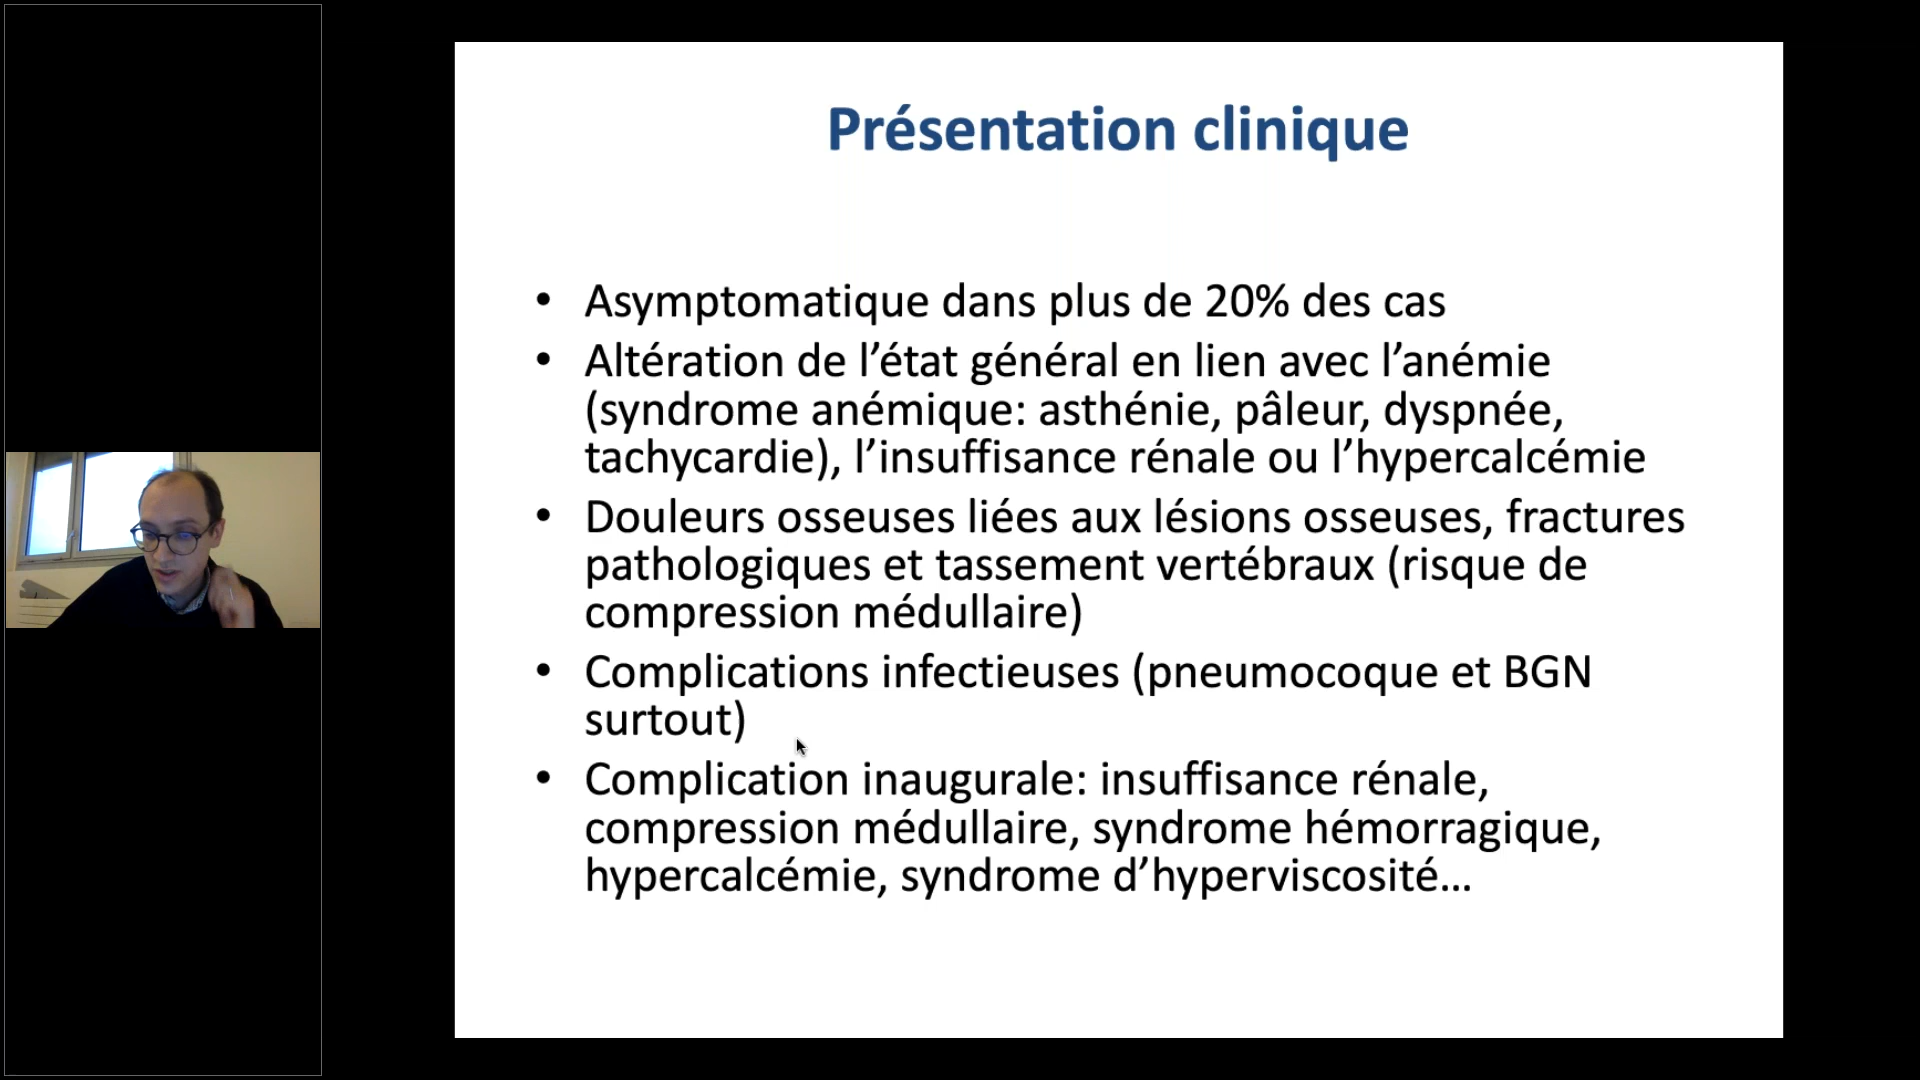 Présentation clinique
• Asymptomatique dans plus de 20% des cas
• Altération de l’état général en lien avec l’anémie
(syndrome anémique: asthénie, pâleur, dyspnée,
tachycardie), l’insuffisance rénale ou l’hypercalcémie
• Douleurs osseuses liées aux lésions osseuses, fractures
pathologiques et tassement vertébraux (risque de
compression médullaire)
• Complications infectieuses (pneumocoque et BGN
surtout)
• Complication inaugurale: insuffisance rénale,
compression médullaire, syndrome hémorragique,
hypercalcémie, syndrome d’hyperviscosité…